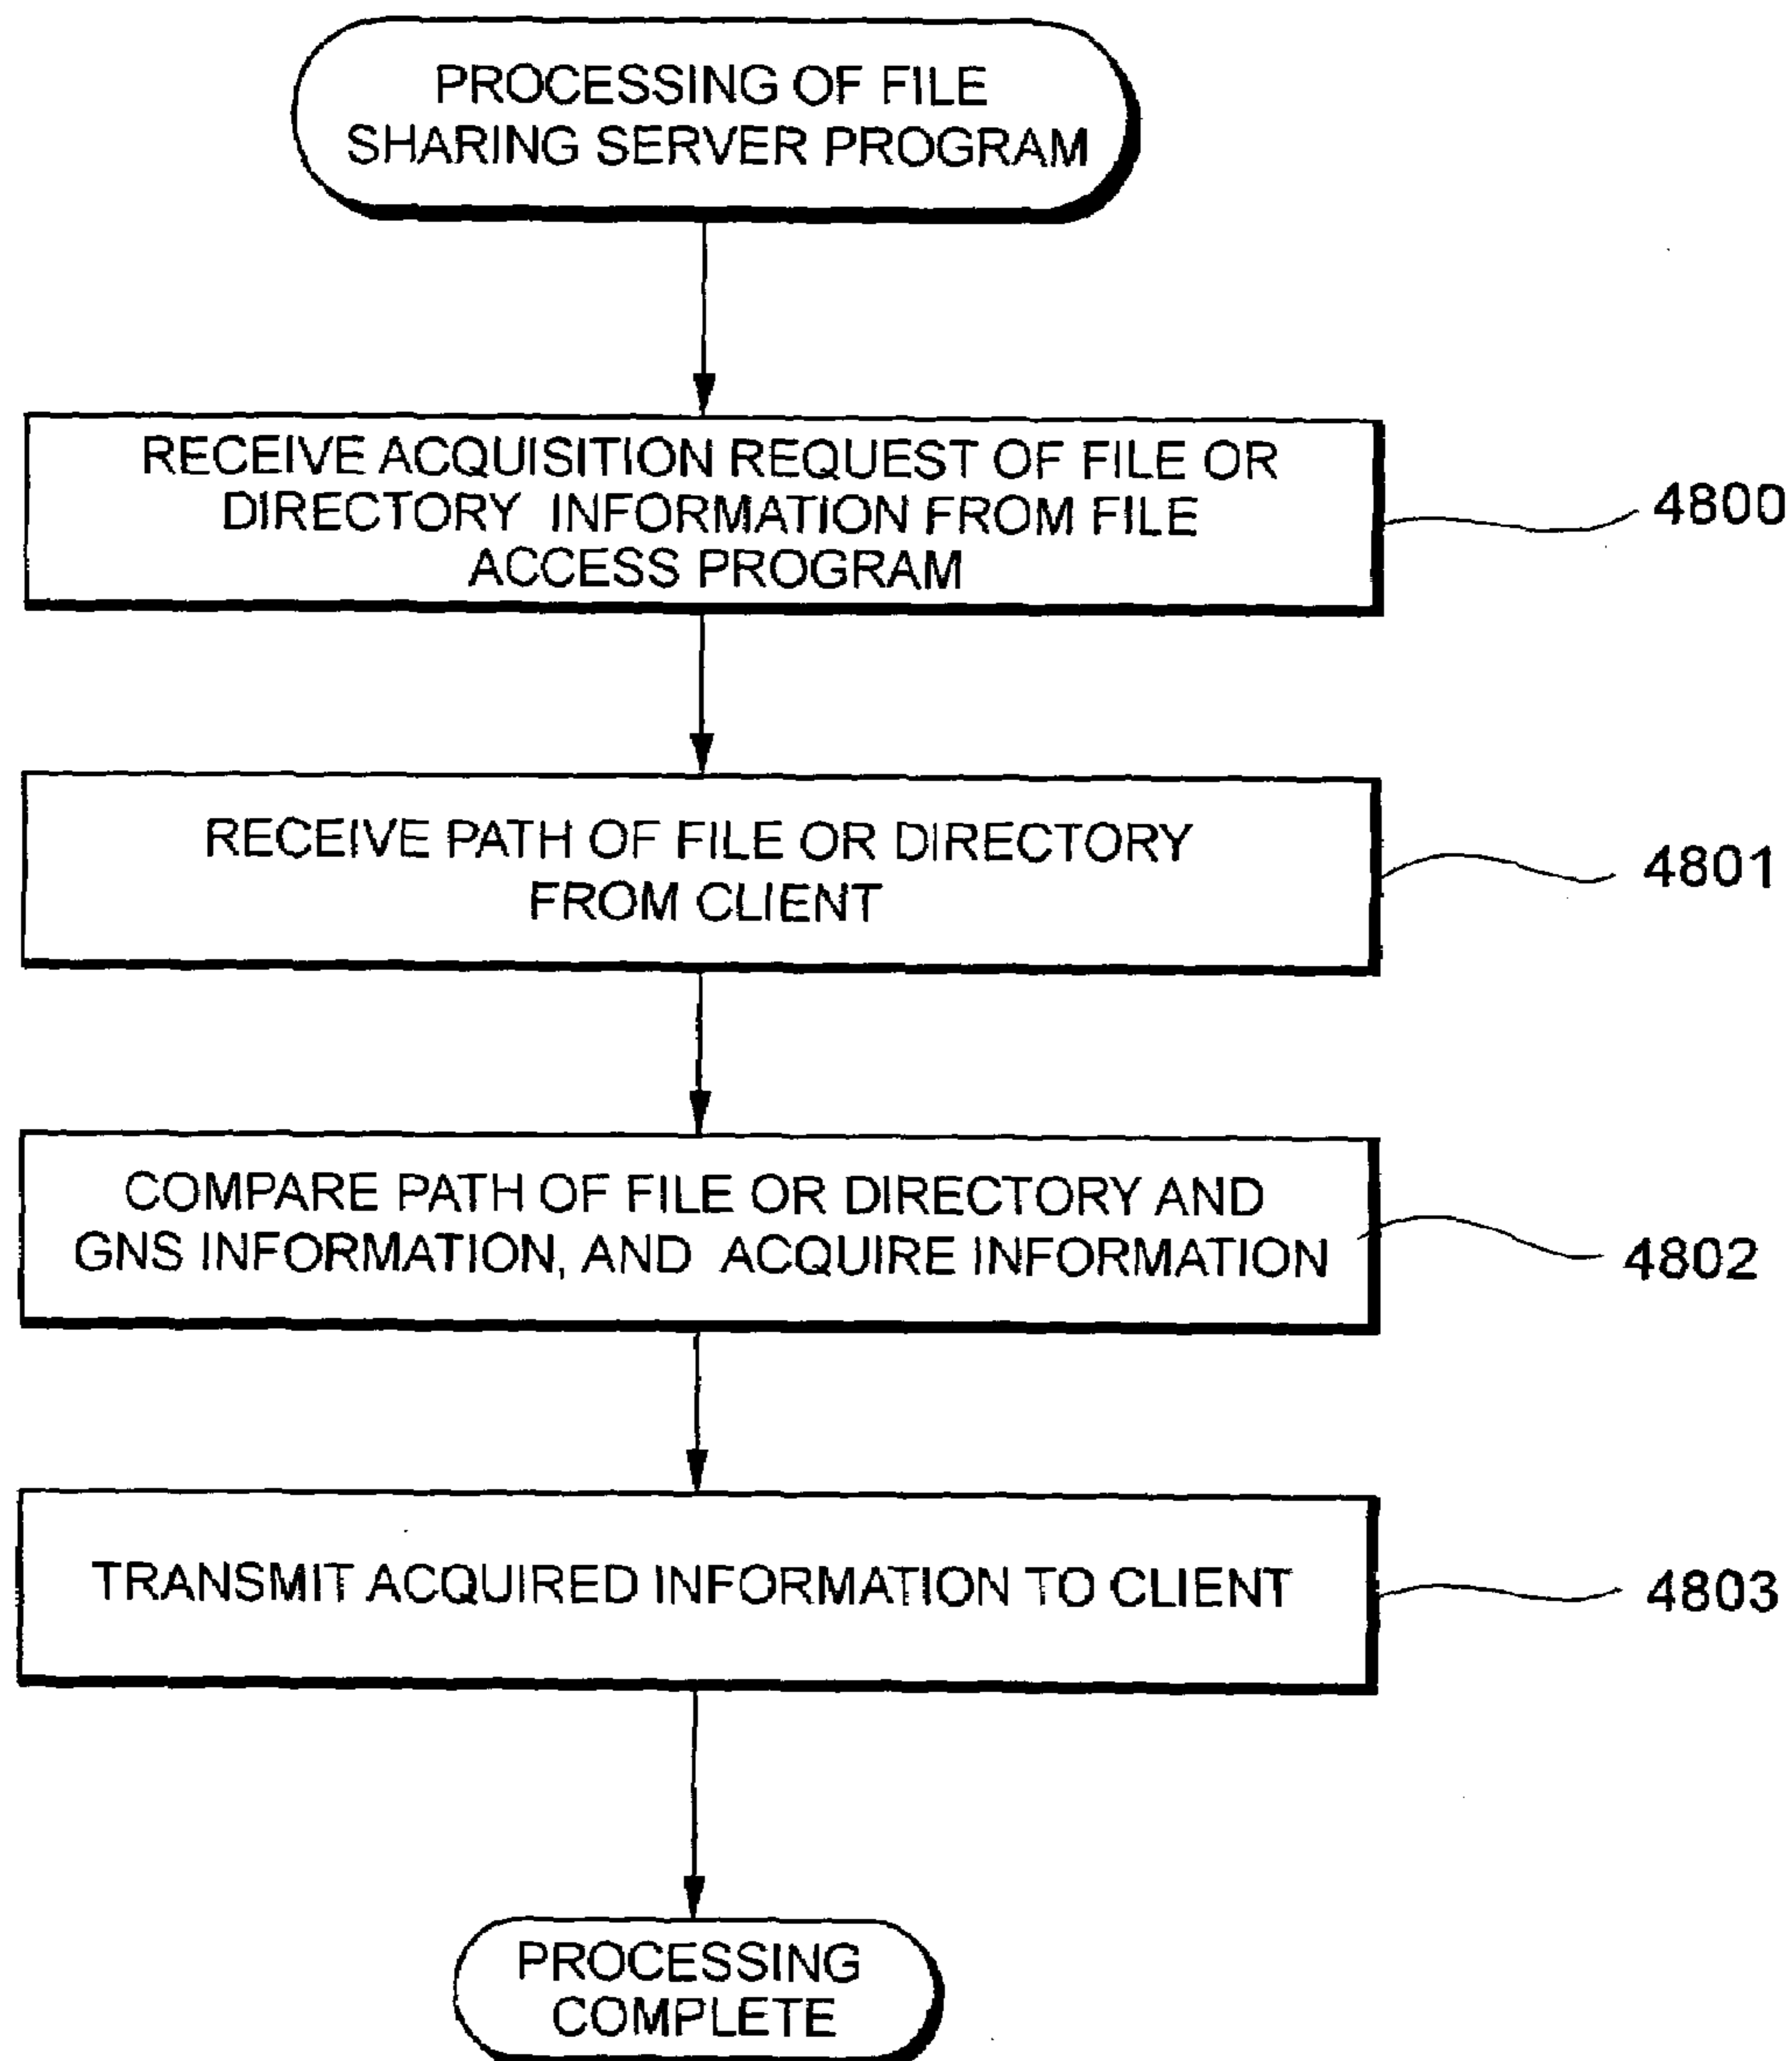 PROCESSING OF FILE
SHARING SERVER PROGRAM
RECEIVE ACQUISITION REQUEST OF FILE OR
DIRECTORY INFORMATION FROM FILE
ACCESS PROGRAM
4800
RECEIVE PATH OF FILE OR DIRECTORY
FROM CLIENT
4801
COMPARE PATH OF FILE OR DIRECTORY AND
GNS INFORMATION, AND ACQUIRE INFORMATION
4802
TRANSMIT ACQUIRED INFORMATION TO CLIENT
4803
PROCESSING
COMPLETE